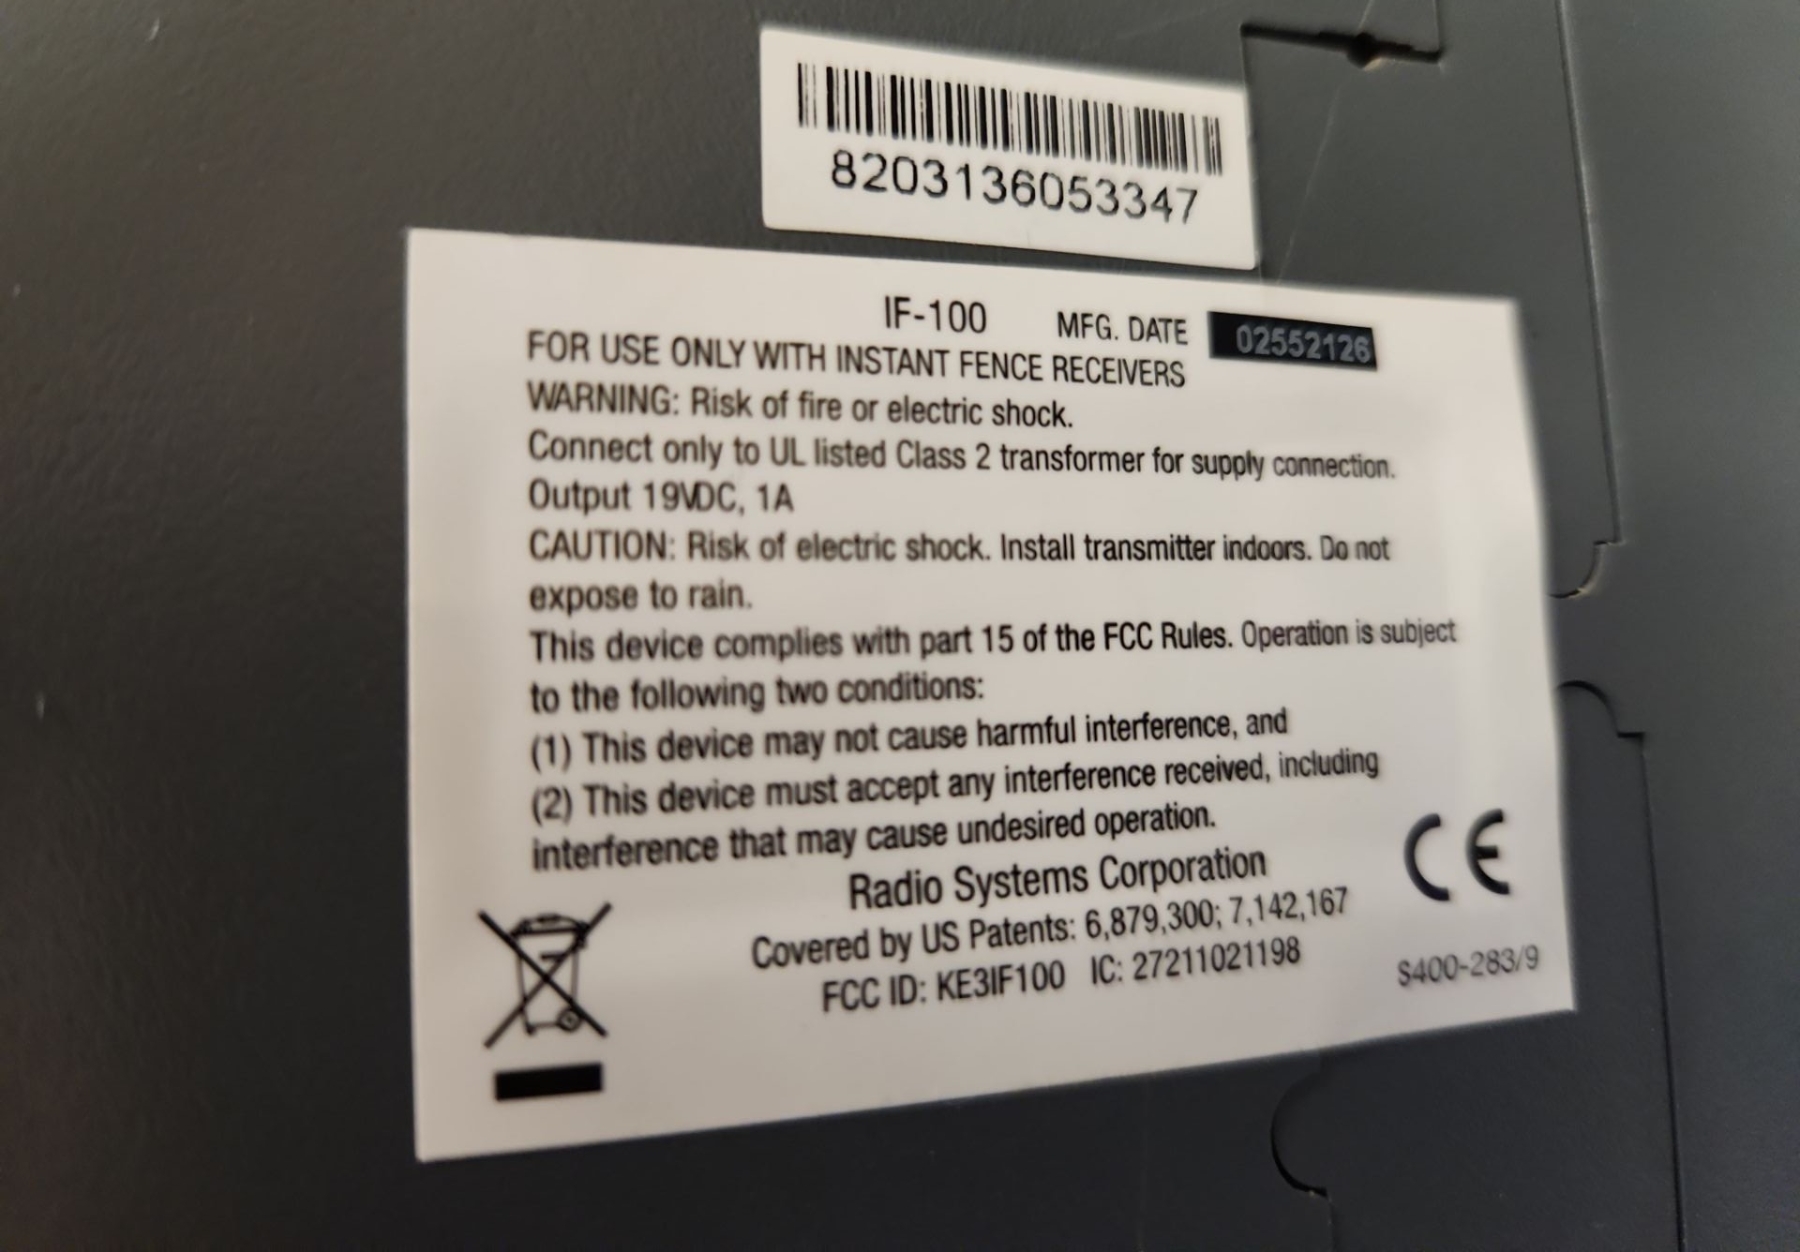 8203136053347
IF-100 MFG. DATE 02552126
FOR USE ONLY WITH INSTANT FENCE RECEIVERS
WARNING: Risk of fire or electric shock.
Connect only to UL listed Class 2 transformer for supply connection.
Output 19VDC, 1A
CAUTION: Risk of electric shock. Install transmitter indoors. Do not
expose to rain.
This device complies with part 15 of the FCC Rules. Operation is subject
to the following two conditions:
(1) This device may not cause harmful interference, and
(2) This device must accept any interference received, including
interference that may cause undesired operation.
Radio Systems Corporation
Covered by US Patents: 6,879,300; 7,142,167
FCC ID: KE3IF100 IC: 27211021198
CE
S400-283/9